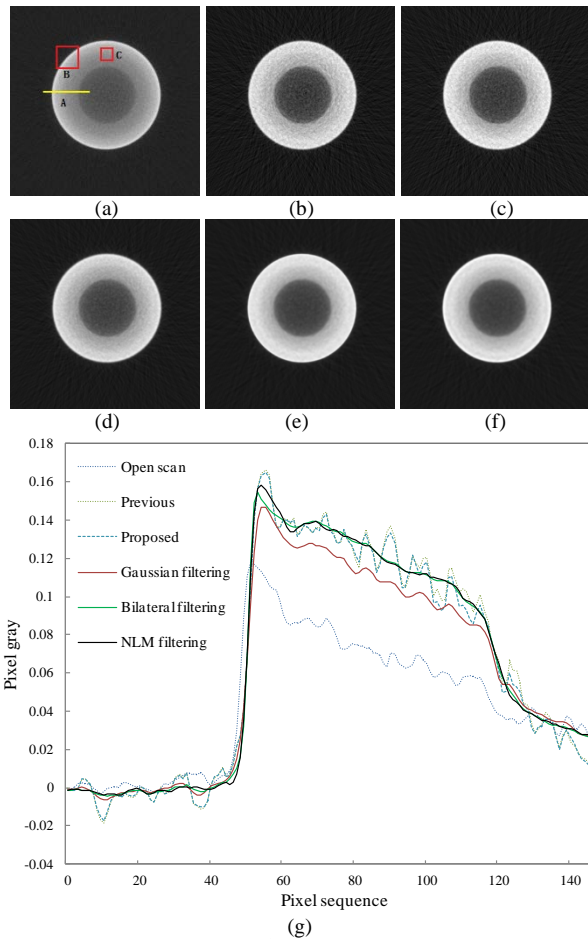 B
C
A
(a)
(b)
(c)
(d)
(e)
(f)
0.18
0.16
0.14
0.12
0.1
0.08
0.06
0.04
0.02
0
-0.02
-0.04
Pixel gray
Open scan
Previous
Proposed
Gaussian filtering
Bilateral filtering
NLM filtering
0 20 40 60 80 100 120 140
Pixel sequence
(g)